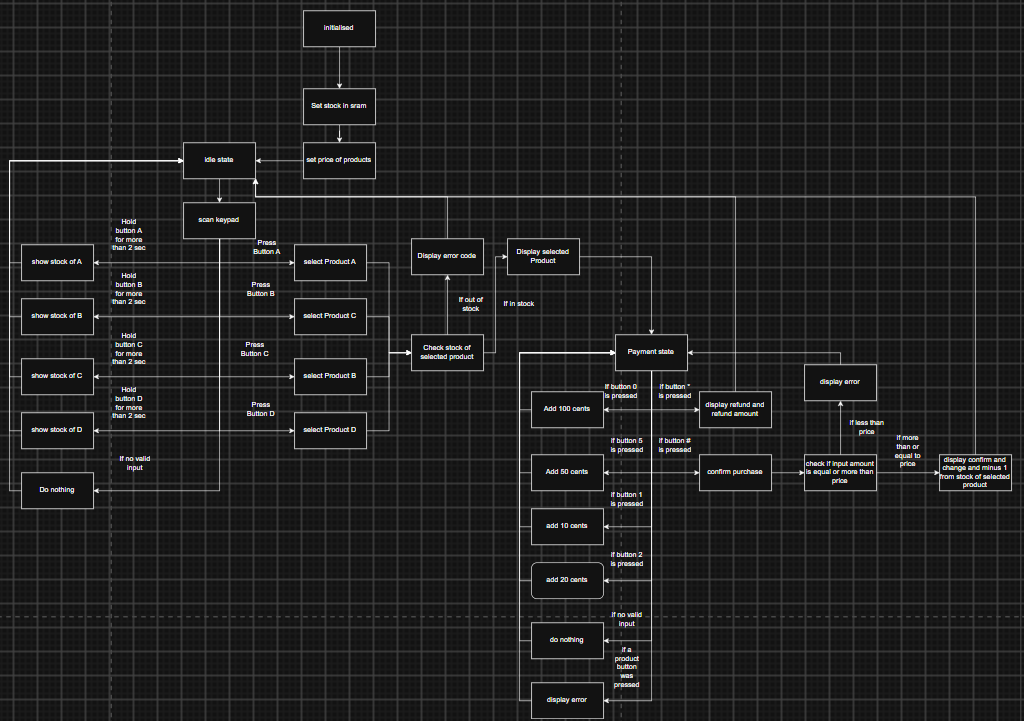 Initialised
Set stock in sram
set price of products
idle state
scan keypad
Hold
button A
for more
than 2 sec
Press
Button A
show stock of A
select Product A
Display error code
Display selected
Product
Hold
button B
for more
than 2 sec
Press
Button B
If out of
stock
If in stock
show stock of B
select Product C
Hold
button C
for more
than 2 sec
Press
Button C
Check stock of
selected product
Payment state
show stock of C
select Product B
display error
Hold
button D
for more
than 2 sec
Press
Button D
if button 0
is pressed
if button *
is pressed
Add 100 cents
display refund and
refund amount
if less than
price
show stock of D
select Product D
if button 5
is pressed
if button #
is pressed
if more
than or
equal to
price
If no valid
input
Add 50 cents
confirm purchase
check if input amount
is equal or more than
price
display confirm and
change and minus 1
from stock of selected
product
Do nothing
if button 1
is pressed
add 10 cents
if button 2
is pressed
add 20 cents
if no valid
input
do nothing
if a
product
button
was
pressed
display error